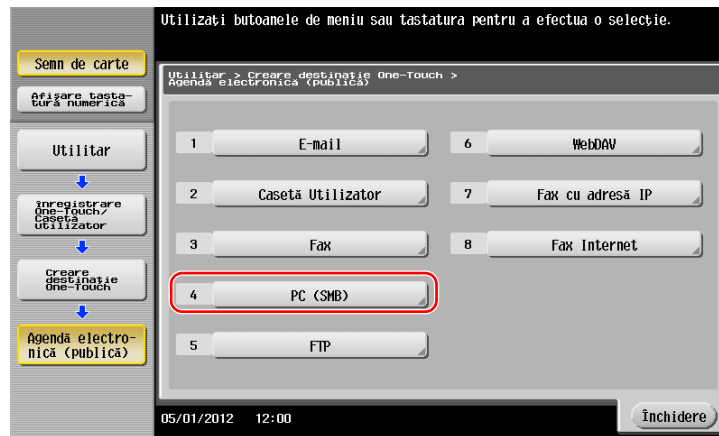 Utilizați butoanele de meniu sau tastatura pentru a efectua o selecție.
Semn de carte
Afișare tasta-
tură numerică
Utilitar
Înregistrare
One-Touch/
Casetă
utilizator
Creare
destinație
One-Touch
Agendă electro-
nică (publică)
Utilitar > Creare destinație One-Touch >
Agendă electronică (publică)
1 E-mail
2 Casetă Utilizator
3 Fax
4 PC (SMB)
5 FTP
6 WebDAV
7 Fax cu adresă IP
8 Fax Internet
05/01/2012 12:00
Închidere